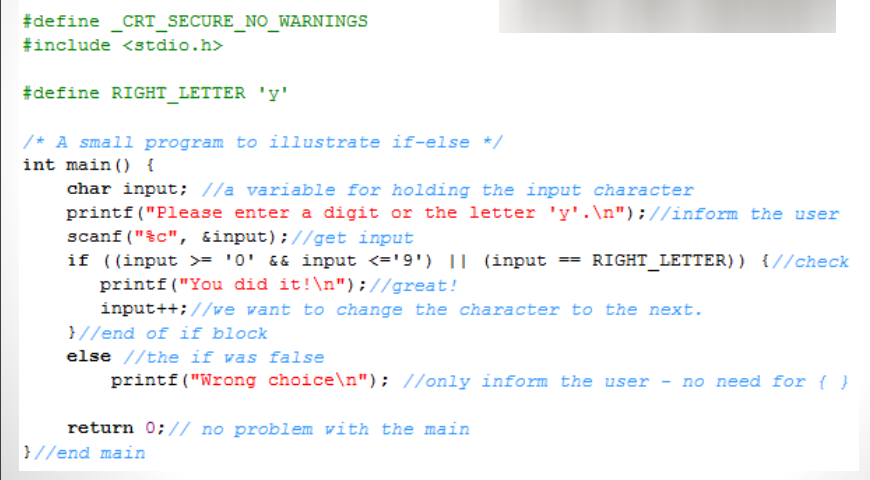 #define _CRT_SECURE_NO_WARNINGS
#include <stdio.h>
#define RIGHT_LETTER 'y'
/* A small program to illustrate if-else */
int main() {
char input; //a variable for holding the input character
printf("Please enter a digit or the letter 'y'.\n");//inform the user
scanf("%c", &input);//get input
if ((input >= '0' && input <='9') || (input == RIGHT_LETTER)) {//check
printf("You did it!\n");//great!
input++;//we want to change the character to the next.
}//end of if block
else //the if was false
printf("Wrong choice\n"); //only inform the user - no need for { }
return 0;// no problem with the main
}//end main